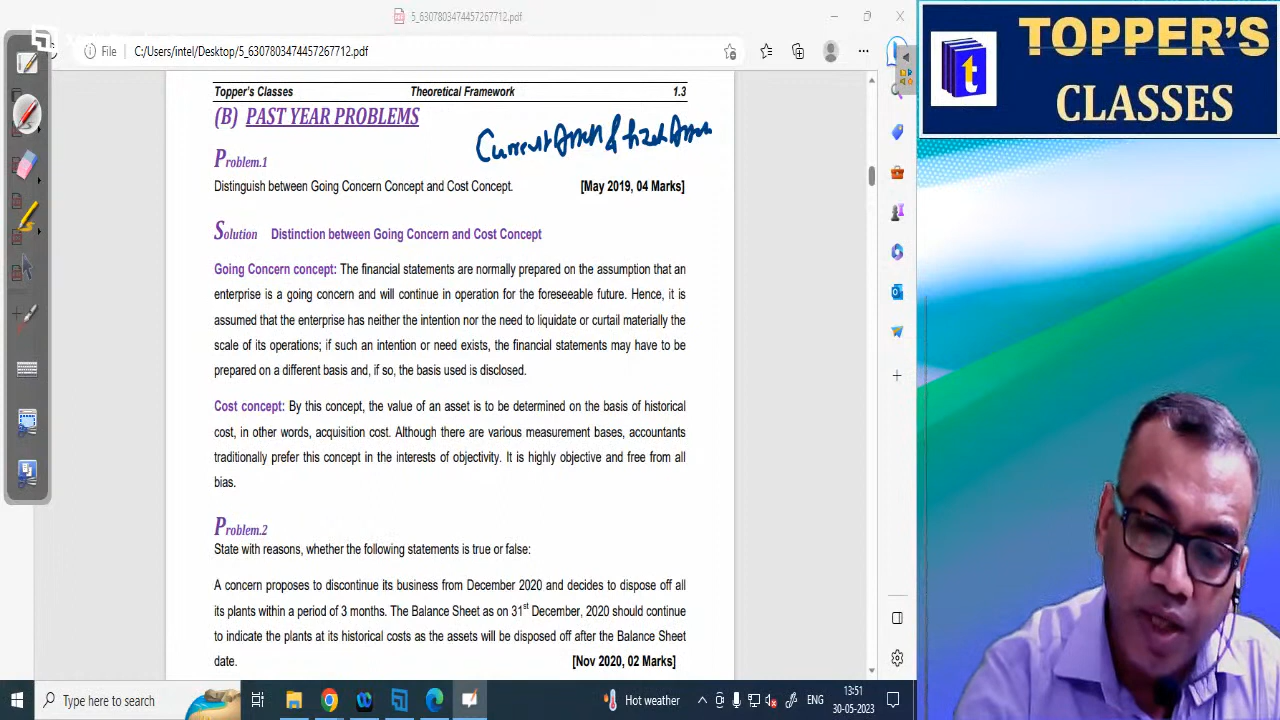 5_6307803474457267712.pdf
File
C:/Users/intel/Desktop/5_6307803474457267712.pdf
TOPPER'S
CLASSES
t
Topper's Classes Theoretical Framework 1.3
(B) PAST YEAR PROBLEMS
Current Assets & Fixed Assets
Problem.1
Distinguish between Going Concern Concept and Cost Concept. [May 2019, 04 Marks]
Solution Distinction between Going Concern and Cost Concept
Going Concern concept: The financial statements are normally prepared on the assumption that an
enterprise is a going concern and will continue in operation for the foreseeable future. Hence, it is
assumed that the enterprise has neither the intention nor the need to liquidate or curtail materially the
scale of its operations; if such an intention or need exists, the financial statements may have to be
prepared on a different basis and, if so, the basis used is disclosed.
Cost concept: By this concept, the value of an asset is to be determined on the basis of historical
cost, in other words, acquisition cost. Although there are various measurement bases, accountants
traditionally prefer this concept in the interests of objectivity. It is highly objective and free from all
bias.
Problem.2
State with reasons, whether the following statements is true or false:
A concern proposes to discontinue its business from December 2020 and decides to dispose off all
its plants within a period of 3 months. The Balance Sheet as on 31st December, 2020 should continue
to indicate the plants at its historical costs as the assets will be disposed off after the Balance Sheet
date. [Nov 2020, 02 Marks]
Type here to search
Hot weather
ENG
13:51
30-05-2023